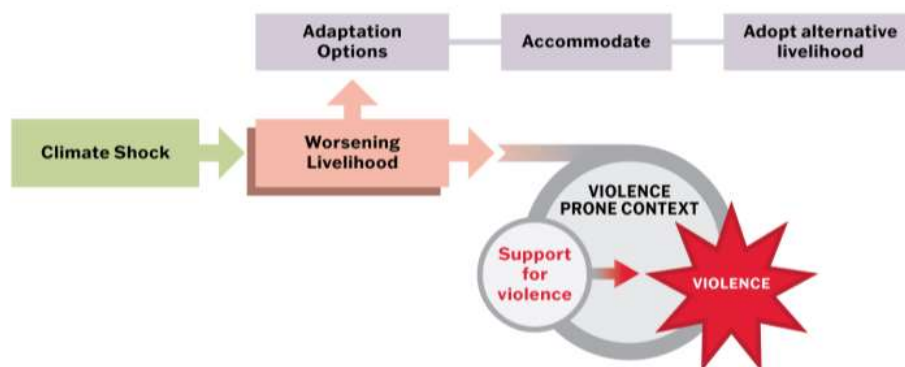 Adaptation
Options
Accommodate
Adopt alternative
livelihood
Climate Shock
Worsening
Livelihood
VIOLENCE
PRONE CONTEXT
Support
for
violence
VIOLENCE